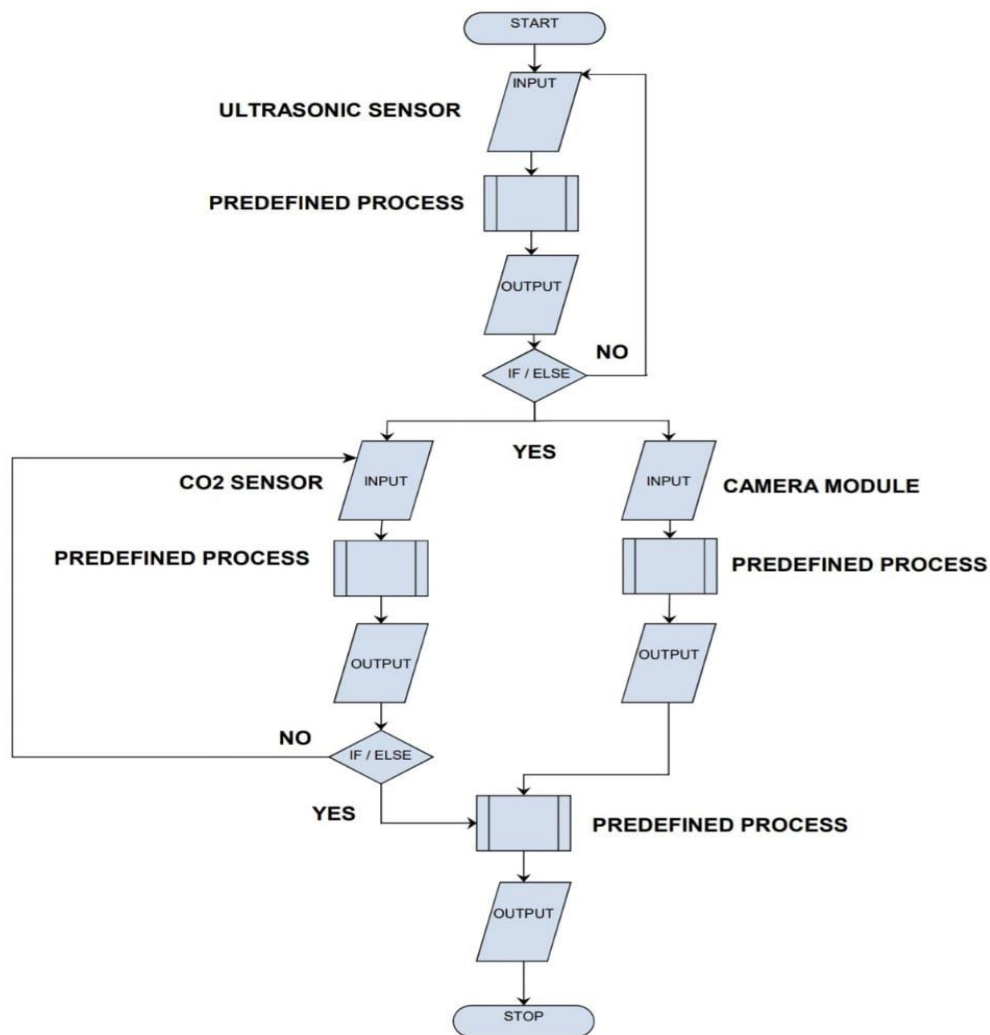 START
INPUT
ULTRASONIC SENSOR
PREDEFINED PROCESS
OUTPUT
NO
IF / ELSE
YES
CO2 SENSOR
INPUT
INPUT
CAMERA MODULE
PREDEFINED PROCESS
PREDEFINED PROCESS
OUTPUT
OUTPUT
NO
IF / ELSE
YES
PREDEFINED PROCESS
OUTPUT
STOP